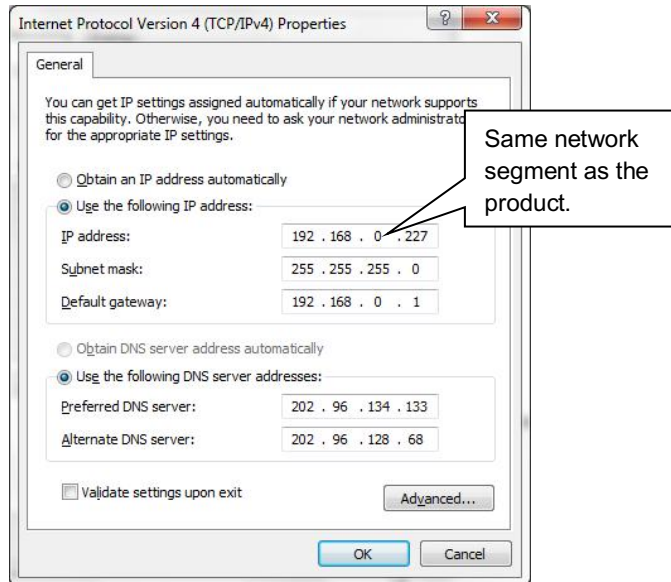 Internet Protocol Version 4 (TCP/IPv4) Properties
General
You can get IP settings assigned automatically if your network supports
this capability. Otherwise, you need to ask your network administrato
for the appropriate IP settings.
Obtain an IP address automatically
Use the following IP address:
IP address: 192 . 168 . 0 . 227
Subnet mask: 255 . 255 . 255 . 0
Default gateway: 192 . 168 . 0 . 1
Obtain DNS server address automatically
Use the following DNS server addresses:
Preferred DNS server: 202 . 96 . 134 . 133
Alternate DNS server: 202 . 96 . 128 . 68
Validate settings upon exit
Advanced...
OK Cancel
Same network
segment as the
product.